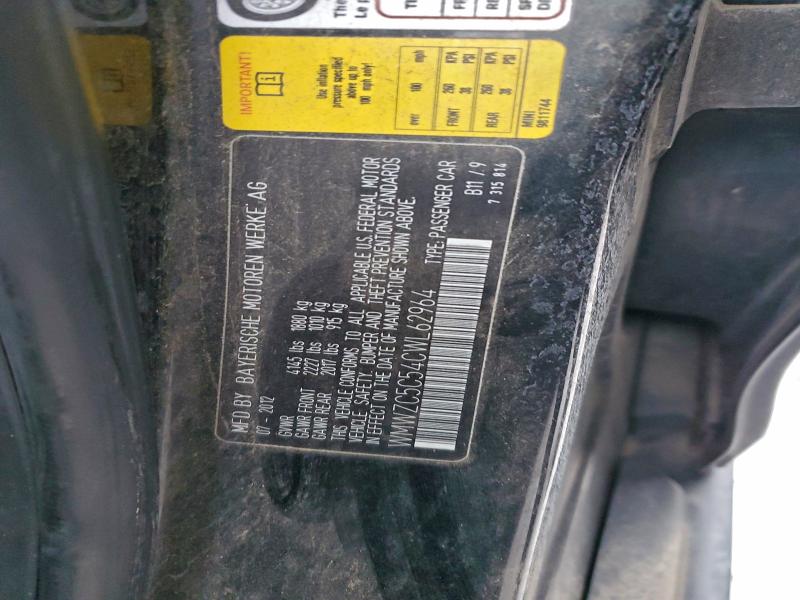 The
Le p
IMPORTANT!
Use inflation
pressure specified
above up to
100 mph only!
over 100 mph
FRONT 260 KPA
38 PSI
REAR 260 KPA
38 PSI
MINI
9811744
MFD BY BAYERISCHE MOTOREN WERKE AG
07 - 2012
GVWR 4145 lbs 1880 kg
GAWR FRONT 2227 lbs 1010 kg
GAWR REAR 2017 lbs 915 kg
THIS VEHICLE CONFORMS TO ALL APPLICABLE U.S. FEDERAL MOTOR
VEHICLE SAFETY, BUMPER AND THEFT PREVENTION STANDARDS
IN EFFECT ON THE DATE OF MANUFACTURE SHOWN ABOVE.
WMWZC5C54CWL62964 TYPE:PASSENGER CAR
B11 / 9
7 315 814